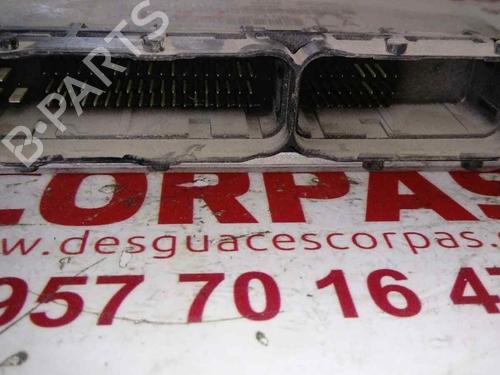 B-PARTS
CORPAS
w.desguacescorpas.
957 70 16 4